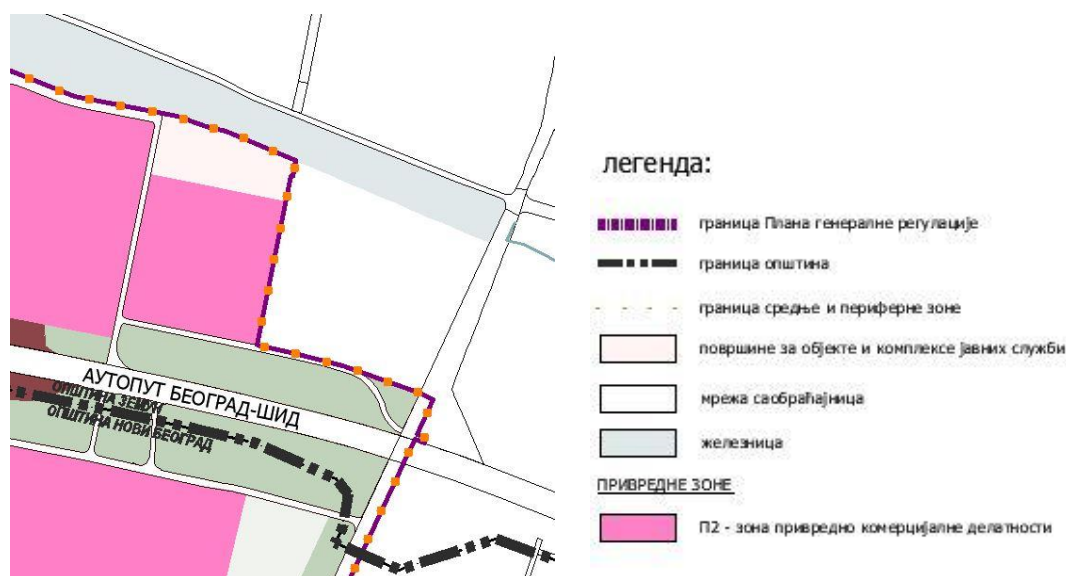 АУТОПУТ БЕОГРАД-ШИД
ОПШТИНА ЗЕМУН
ОПШТИНА НОВИ БЕОГРАД
легенда:
граница Плана генералне регулације
граница општина
граница средње и периферне зоне
површине за објекте и комплексе јавних служби
мрежа саобраћајница
железница
ПРИВРЕДНЕ ЗОНЕ
П2 - зона привредно комерцијалне делатности